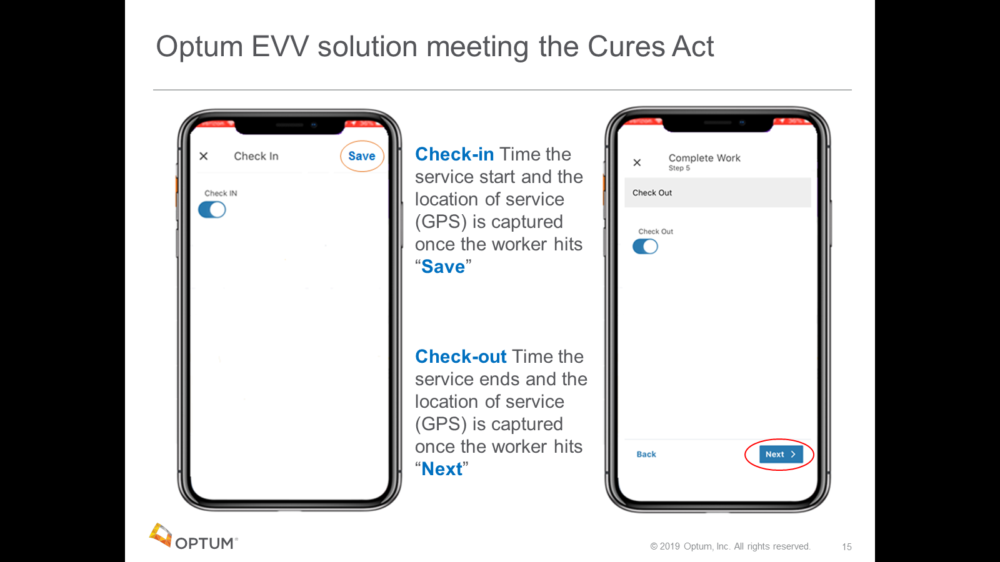 Optum EVV solution meeting the Cures Act
Check In
Save
Check IN
Check-in Time the
service start and the
location of service
(GPS) is captured
once the worker hits
“Save”
Check-out Time the
service ends and the
location of service
(GPS) is captured
once the worker hits
“Next”
Complete Work
Step 5
Check Out
Check Out
Back
Next
OPTUM®
© 2019 Optum, Inc. All rights reserved.
15